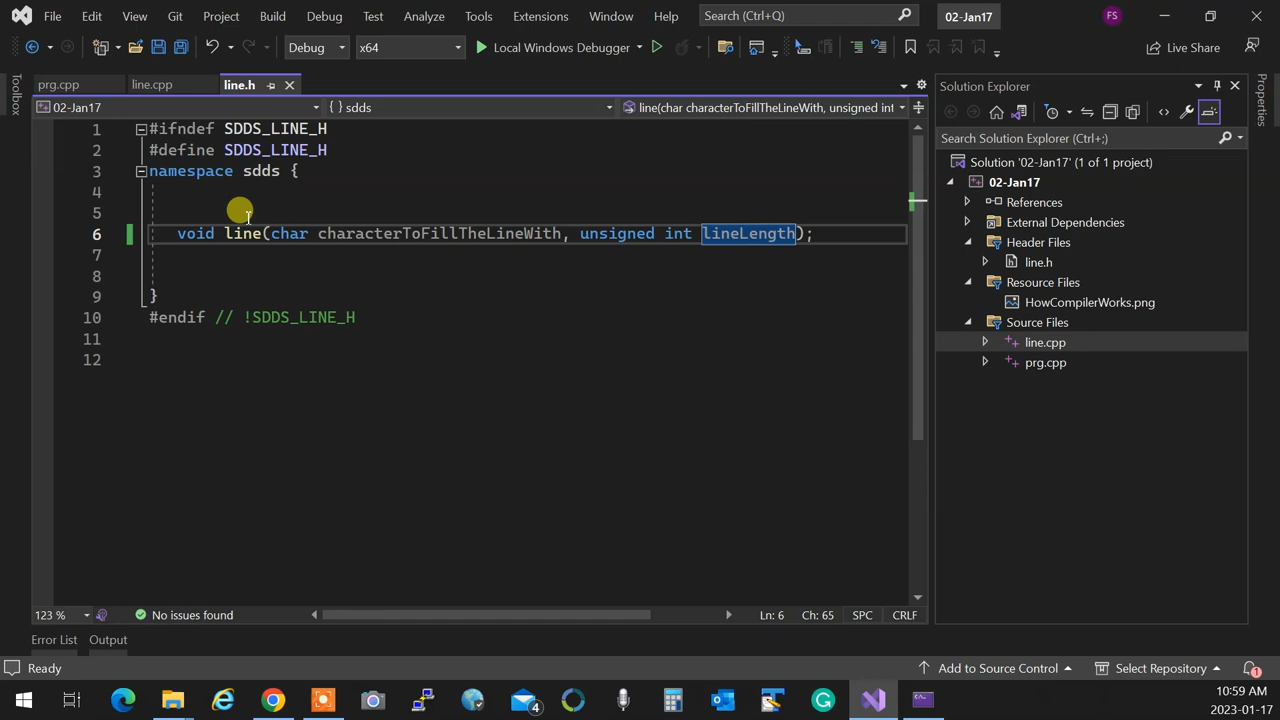 File Edit View Git Project Build Debug Test Analyze Tools Extensions Window Help Search (Ctrl+Q) 02-Jan17 FS
Debug x64 Local Windows Debugger Live Share
prg.cpp line.cpp line.h
Solution Explorer
02-Jan17 {} sdds line(char characterToFillTheLineWith, unsigned int
Search Solution Explorer (Ctrl+;)
Toolbox
Properties
1 #ifndef SDDS_LINE_H
2 #define SDDS_LINE_H
3 namespace sdds {
4
5
6 void line(char characterToFillTheLineWith, unsigned int lineLength);
7
8
9 }
10 #endif // !SDDS_LINE_H
11
12
Solution '02-Jan17' (1 of 1 project)
02-Jan17
References
External Dependencies
Header Files
line.h
Resource Files
HowCompilerWorks.png
Source Files
line.cpp
prg.cpp
123 % No issues found Ln: 6 Ch: 65 SPC CRLF
Error List Output
Ready Add to Source Control Select Repository 1
4
10:59 AM
2023-01-17